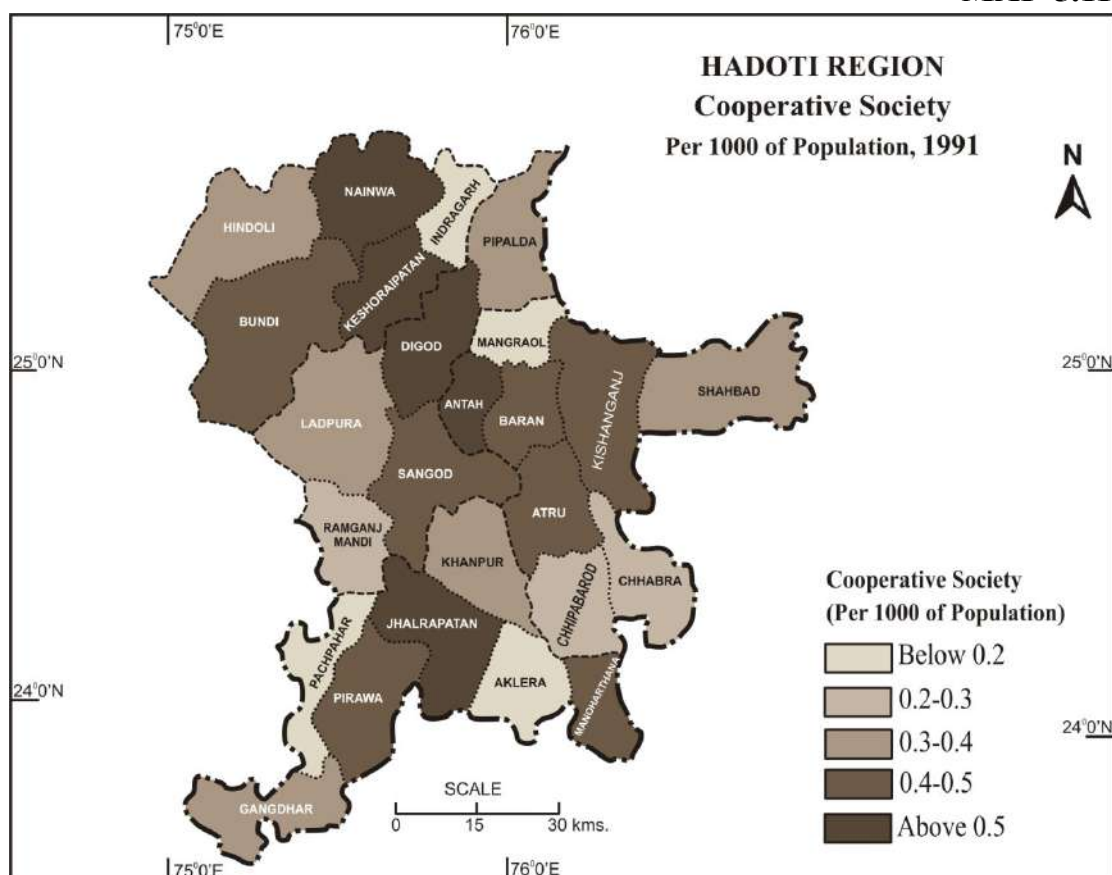 75°0'E
76°0'E
HADOTI REGION
Cooperative Society
Per 1000 of Population, 1991
N
NAINWA
INDRAGARH
HINDOLI
PIPALDA
KESHORAIPATAN
BUNDI
DIGOD
MANGRAOL
25°0'N
25°0'N
SHAHBAD
ANTAH
BARAN
KISHANGANJ
LADPURA
SANGOD
ATRU
RAMGANJ
MANDI
KHANPUR
CHHIPABAROD
CHHABRA
JHALRAPATAN
PACHPAHAR
AKLERA
PIRAWA
MANOHARTHANA
24°0'N
24°0'N
GANGDHAR
Cooperative Society
(Per 1000 of Population)
Below 0.2
0.2-0.3
0.3-0.4
0.4-0.5
Above 0.5
SCALE
0 15 30 kms.
75°0'E
76°0'E